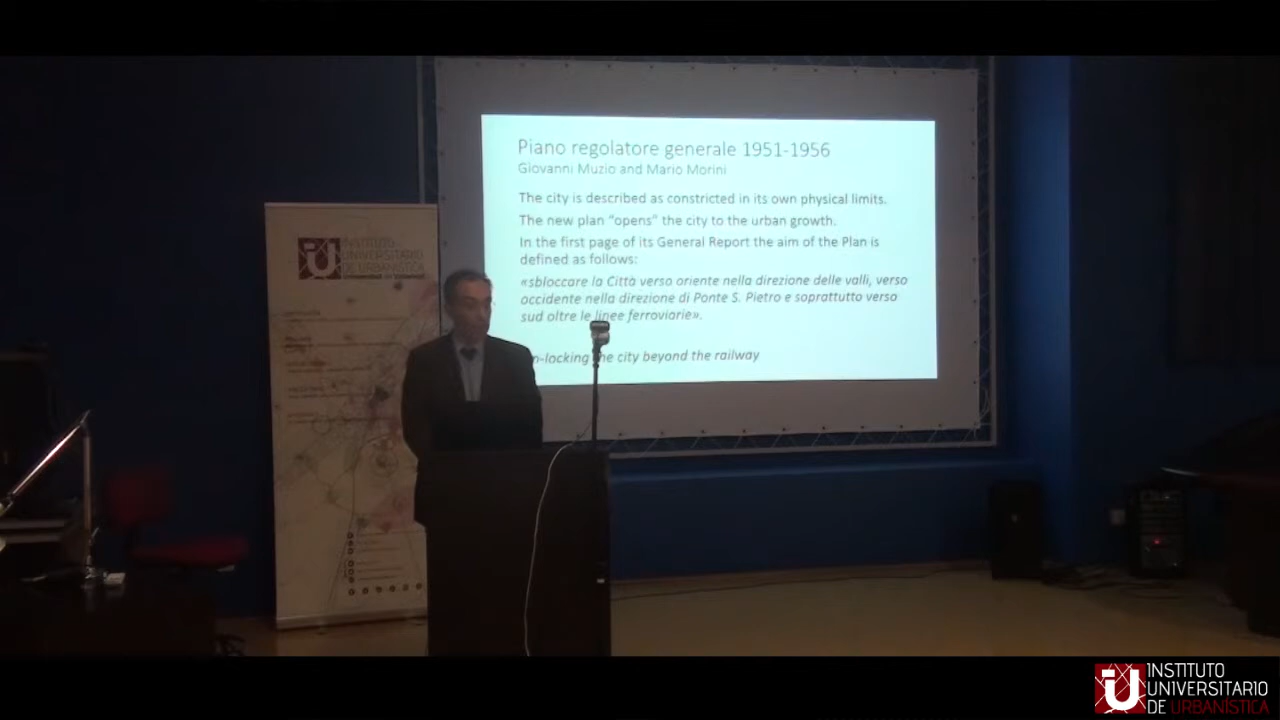 Piano regolatore generale 1951-1956
Giovanni Muzio and Mario Morini
The city is described as constricted in its own physical limits.
The new plan "opens" the city to the urban growth.
In the first page of its General Report the aim of the Plan is
defined as follows:
«sbloccare la Città verso oriente nella direzione delle valli, verso
occidente nella direzione di Ponte S. Pietro e soprattutto verso
sud oltre le linee ferroviarie».
n-locking the city beyond the railway
INSTITUTO
UNIVERSITARIO
DE URBANÍSTICA
INSTITUTO
UNIVERSITARIO
DE URBANÍSTICA